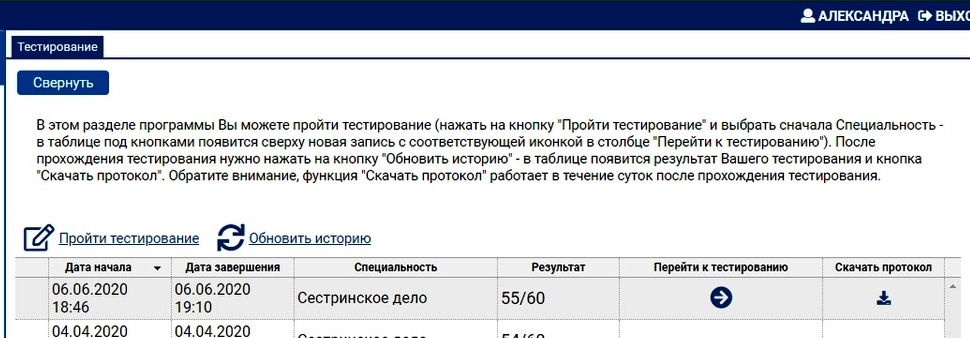 АЛЕКСАНДРА
Тестирование
Свернуть
В этом разделе программы Вы можете пройти тестирование (нажать на кнопку "Пройти тестирование" и выбрать сначала Специальность -
в таблице под кнопками появится сверху новая запись с соответствующей иконкой в столбце "Перейти к тестированию"). После
прохождения тестирования нужно нажать на кнопку "Обновить историю" - в таблице появится результат Вашего тестирования и кнопка
"Скачать протокол". Обратите внимание, функция "Скачать протокол" работает в течение суток после прохождения тестирования.
Пройти тестирование Обновить историю
Дата начала Дата завершения Специальность Результат Перейти к тестированию Скачать протокол
06.06.2020 06.06.2020
18:46 19:10 Сестринское дело 55/60
04.04.2020 04.04.2020